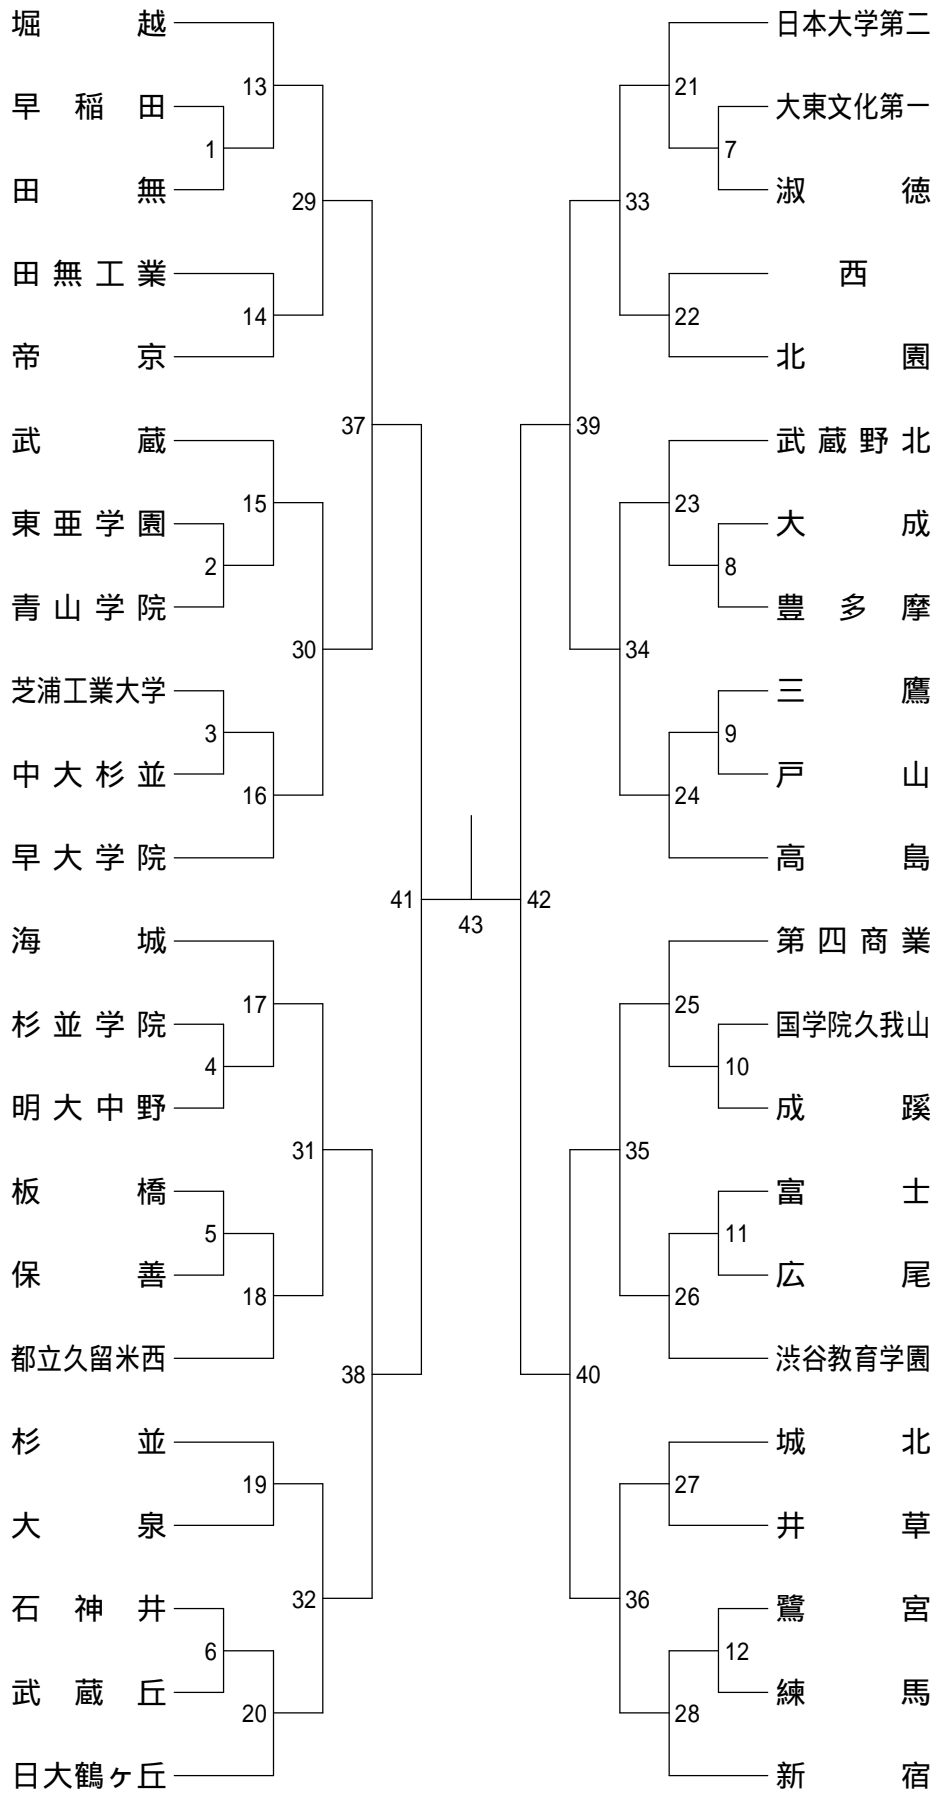 堀越
13
早稲田
1
田無
29
田無工業
14
帝京
37
武蔵
15
東亜学園
2
青山学院
30
芝浦工業大学
3
中大杉並
16
早大学院
41
海城
17
杉並学院
4
明大中野
31
板橋
5
保善
18
都立久留米西
38
杉並
19
大泉
32
石神井
6
武蔵丘
20
日大鶴ヶ丘
43
日本大学第二
21
大東文化第一
7
淑徳
33
西
22
北園
39
武蔵野北
23
大成
8
豊多摩
34
三鷹
9
戸山
24
高島
42
第四商業
25
国学院久我山
10
成蹊
35
富士
11
広尾
26
渋谷教育学園
40
城北
27
井草
36
鷺宮
12
練馬
28
新宿